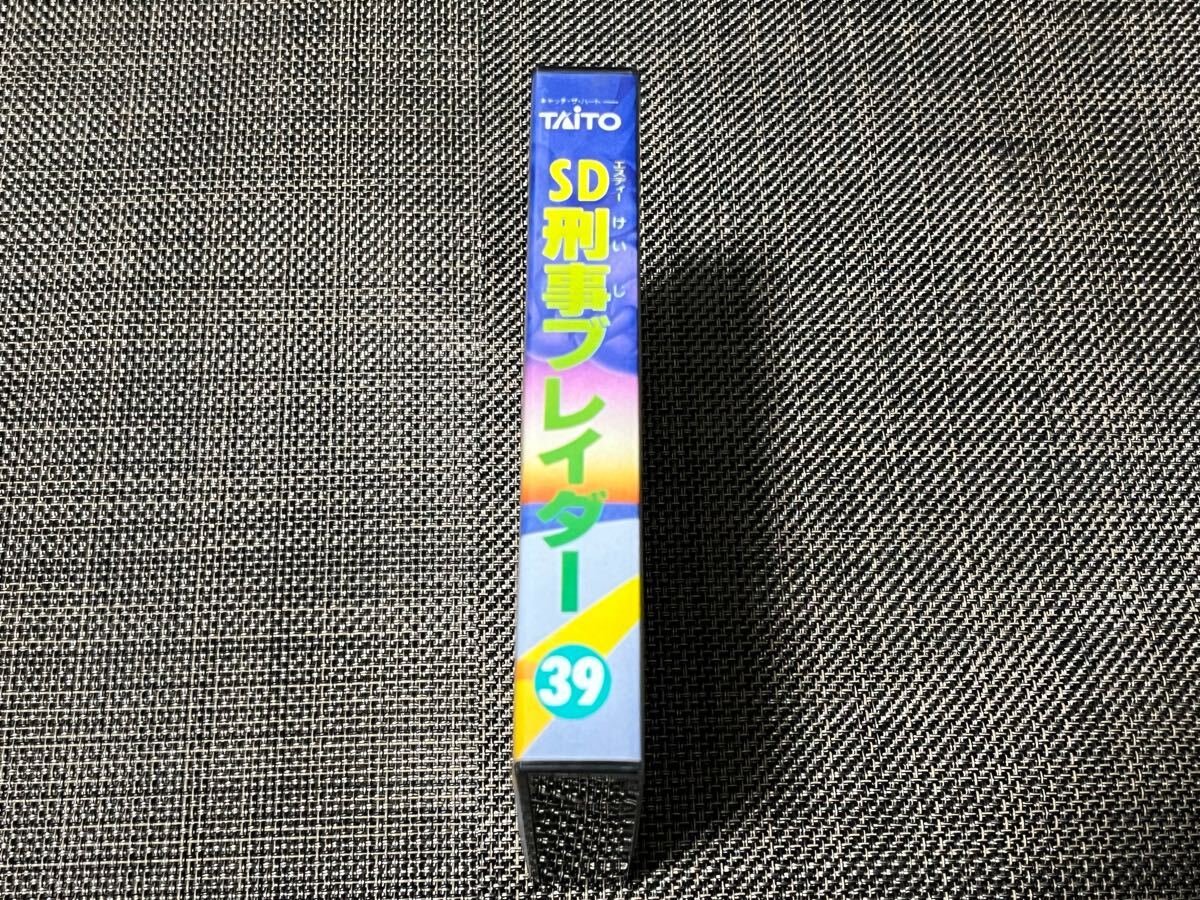 キャッチ・ザ・ハート
TAITO
SD刑事ブレイダー
エスディー けいじ
39